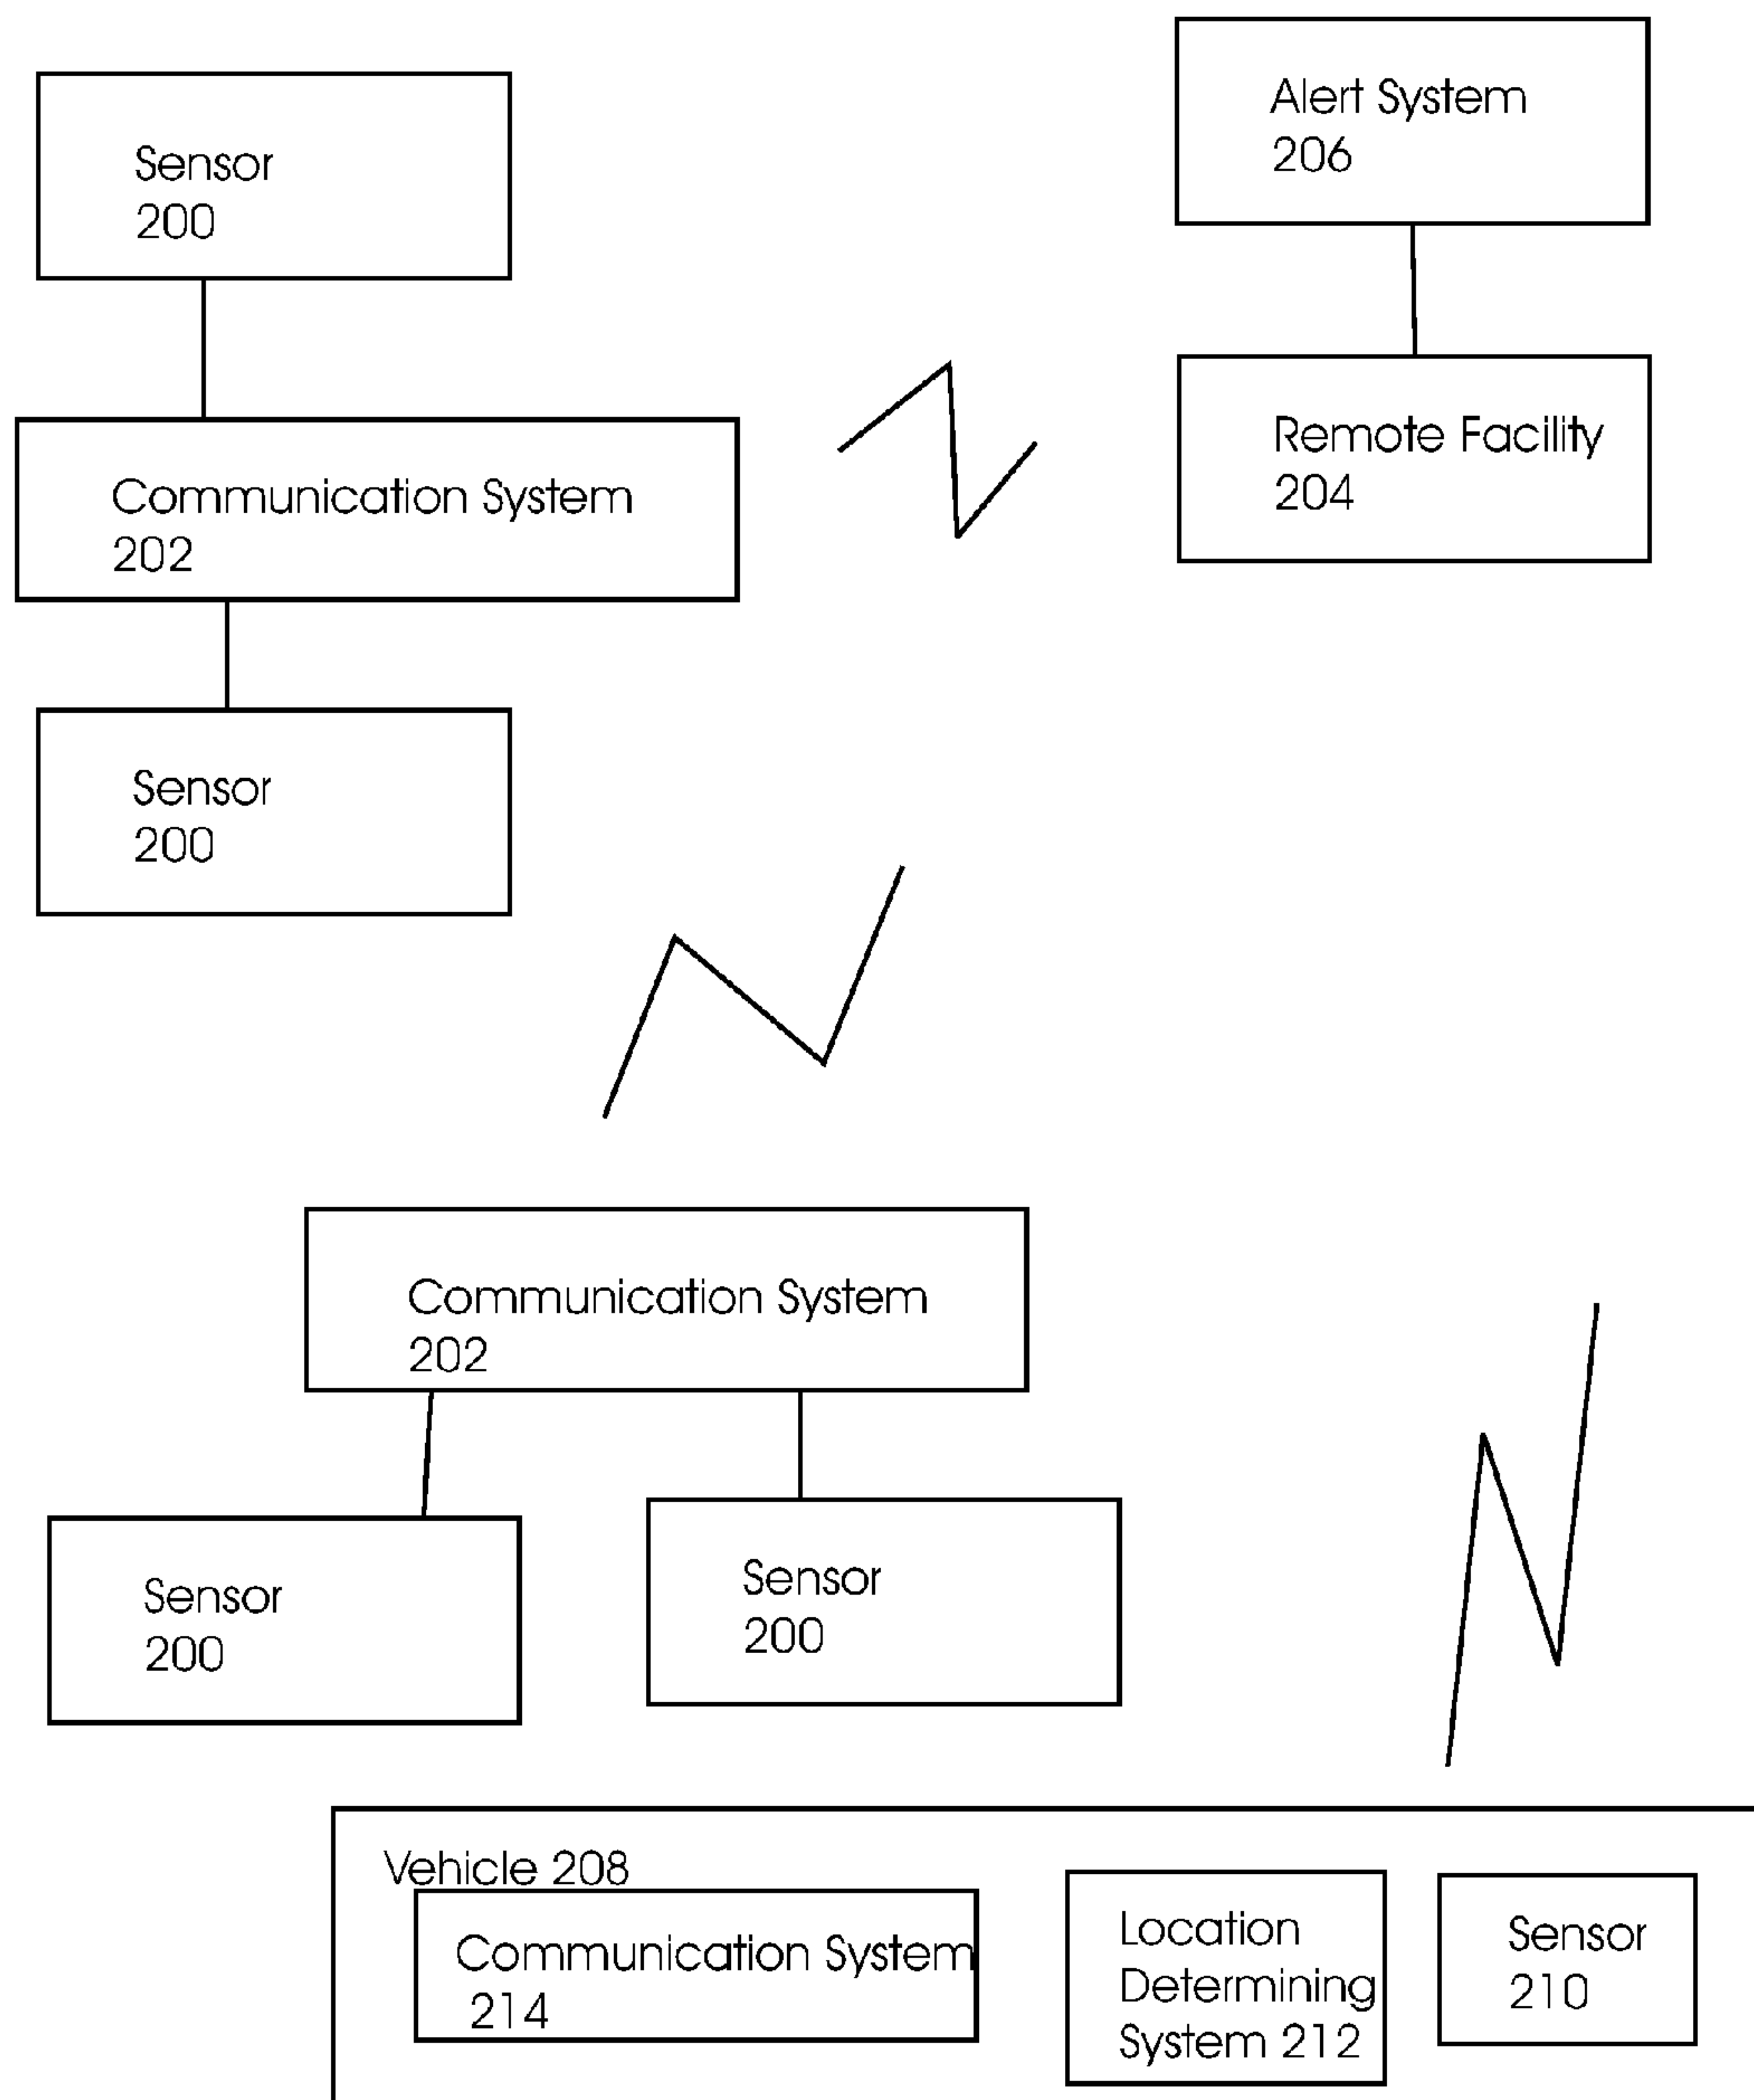 Alert System
206
Sensor
200
Remote Facility
204
Communication System
202
Sensor
200
Communication System
202
Sensor
200
Sensor
200
Vehicle 208
Communication System
214
Location
Determining
System 212
Sensor
210